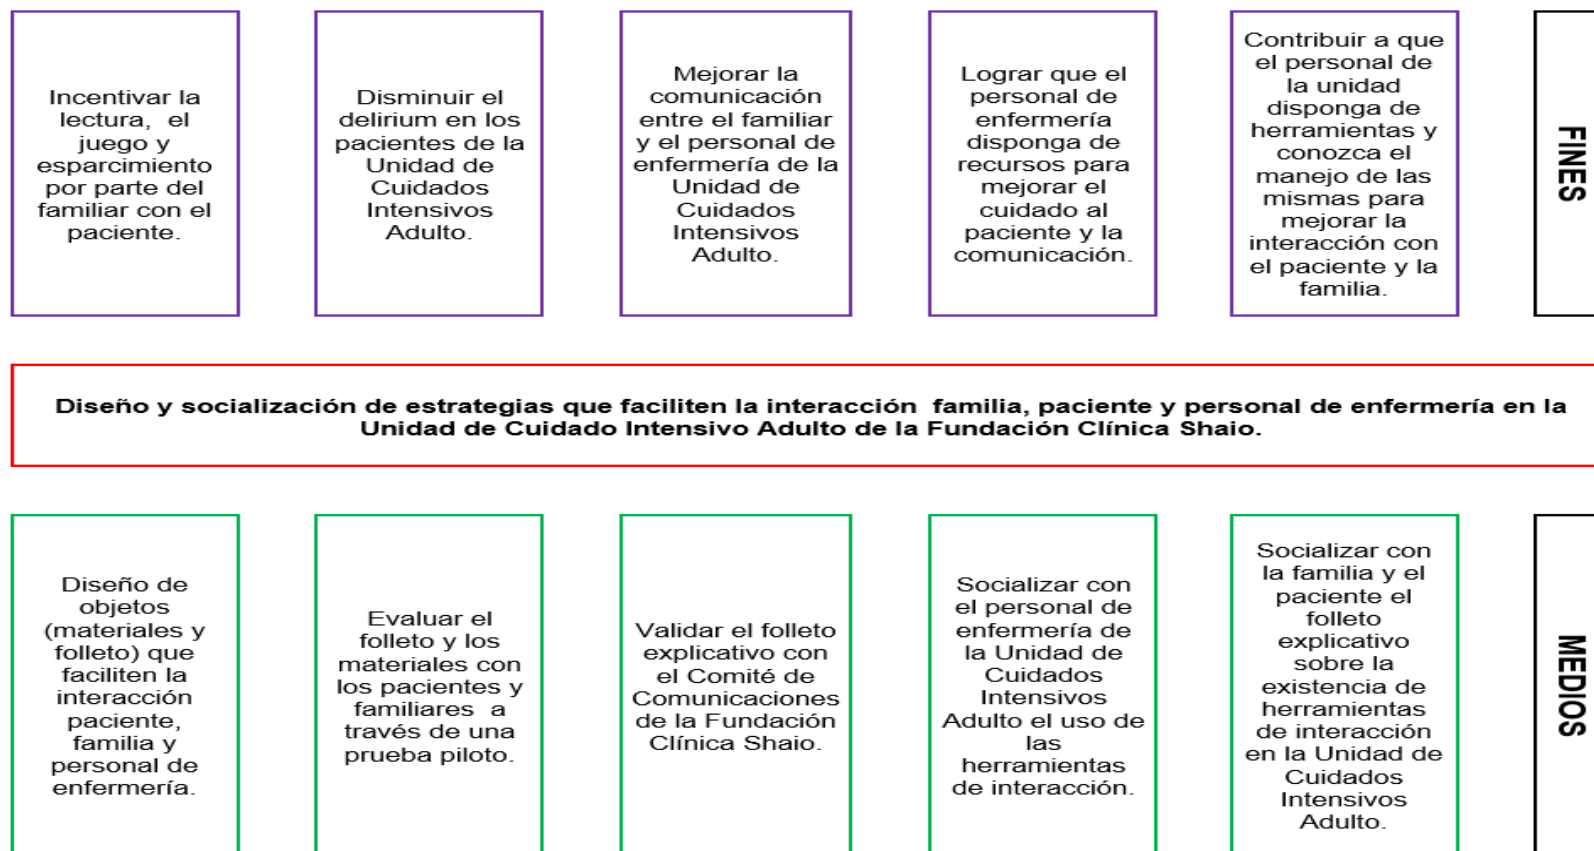 Incentivar la
lectura, el
juego y
esparcimiento
por parte del
familiar con el
paciente.
Disminuir el
delirium en los
pacientes de la
Unidad de
Cuidados
Intensivos
Adulto.
Mejorar la
comunicación
entre el familiar
y el personal de
enfermería de la
Unidad de
Cuidados
Intensivos
Adulto.
Lograr que el
personal de
enfermería
disponga de
recursos para
mejorar el
cuidado al
paciente y la
comunicación.
Contribuir a que
el personal de
la unidad
disponga de
herramientas y
conozca el
manejo de las
mismas para
mejorar la
interacción con
el paciente y la
familia.
FINES
Diseño y socialización de estrategias que faciliten la interacción familia, paciente y personal de enfermería en la
Unidad de Cuidado Intensivo Adulto de la Fundación Clínica Shaio.
Diseño de
objetos
(materiales y
folleto) que
faciliten la
interacción
paciente,
familia y
personal de
enfermería.
Evaluar el
folleto y los
materiales con
los pacientes y
familiares a
través de una
prueba piloto.
Validar el folleto
explicativo con
el Comité de
Comunicaciones
de la Fundación
Clínica Shaio.
Socializar con
el personal de
enfermería de
la Unidad de
Cuidados
Intensivos
Adulto el uso de
las
herramientas
de interacción.
Socializar con
la familia y el
paciente el
folleto
explicativo
sobre la
existencia de
herramientas
de interacción
en la Unidad de
Cuidados
Intensivos
Adulto.
MEDIOS